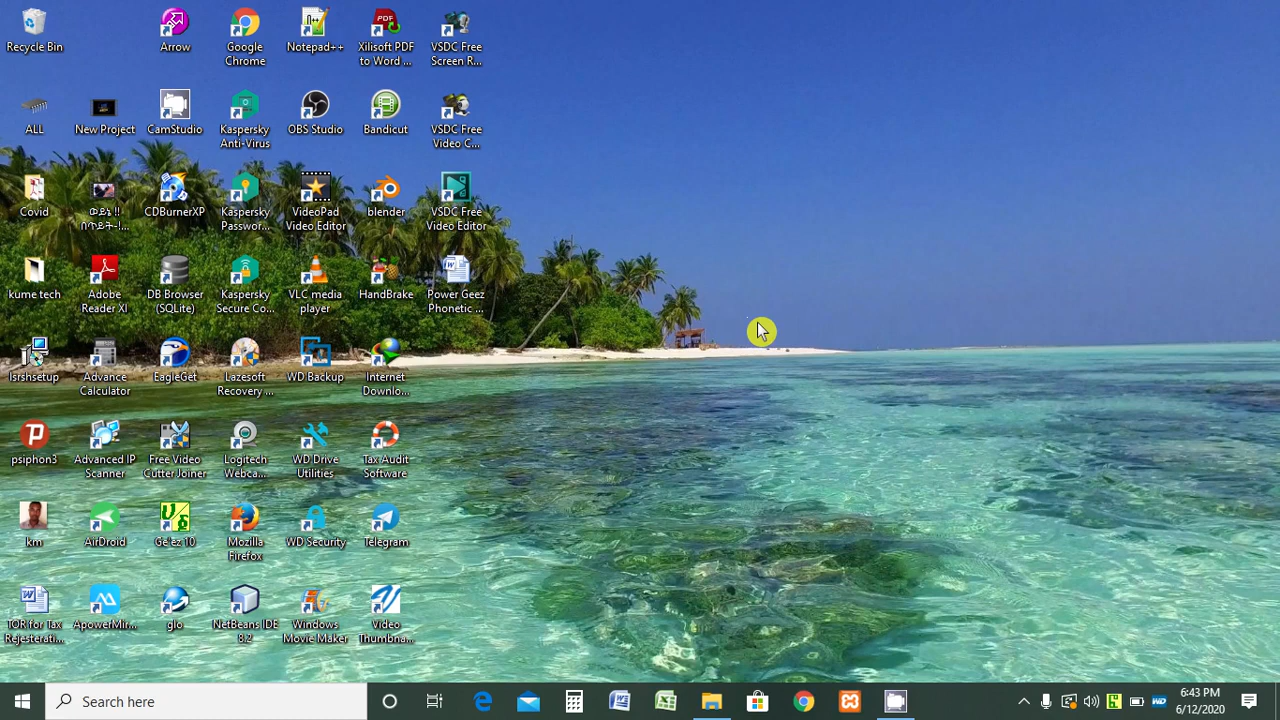 Recycle Bin
Arrow
Google
Chrome
Notepad++
Xilisoft PDF
to Word ...
VSDC Free
Screen R...
ALL
New Project
CamStudio
Kaspersky
Anti-Virus
OBS Studio
Bandicut
VSDC Free
Video C...
Covid
ወይኔ !!
በጥይት-!...
CDBurnerXP
Kaspersky
Passwor...
VideoPad
Video Editor
blender
VSDC Free
Video Editor
kume tech
Adobe
Reader XI
DB Browser
(SQLite)
Kaspersky
Secure Co...
VLC media
player
HandBrake
Power Geez
Phonetic ...
lsrshsetup
Advance
Calculator
EagleGet
Lazesoft
Recovery ...
WD Backup
Internet
Downlo...
psiphon3
Advanced IP
Scanner
Free Video
Cutter Joiner
Logitech
Webca...
WD Drive
Utilities
Tax Audit
Software
km
AirDroid
Ge'ez 10
Mozilla
Firefox
WD Security
Telegram
TOR for Tax
Rejesterati...
ApowerMir...
glo
NetBeans IDE
8.2
Windows
Movie Maker
Video
Thumbna...
Search here
6:43 PM
6/12/2020